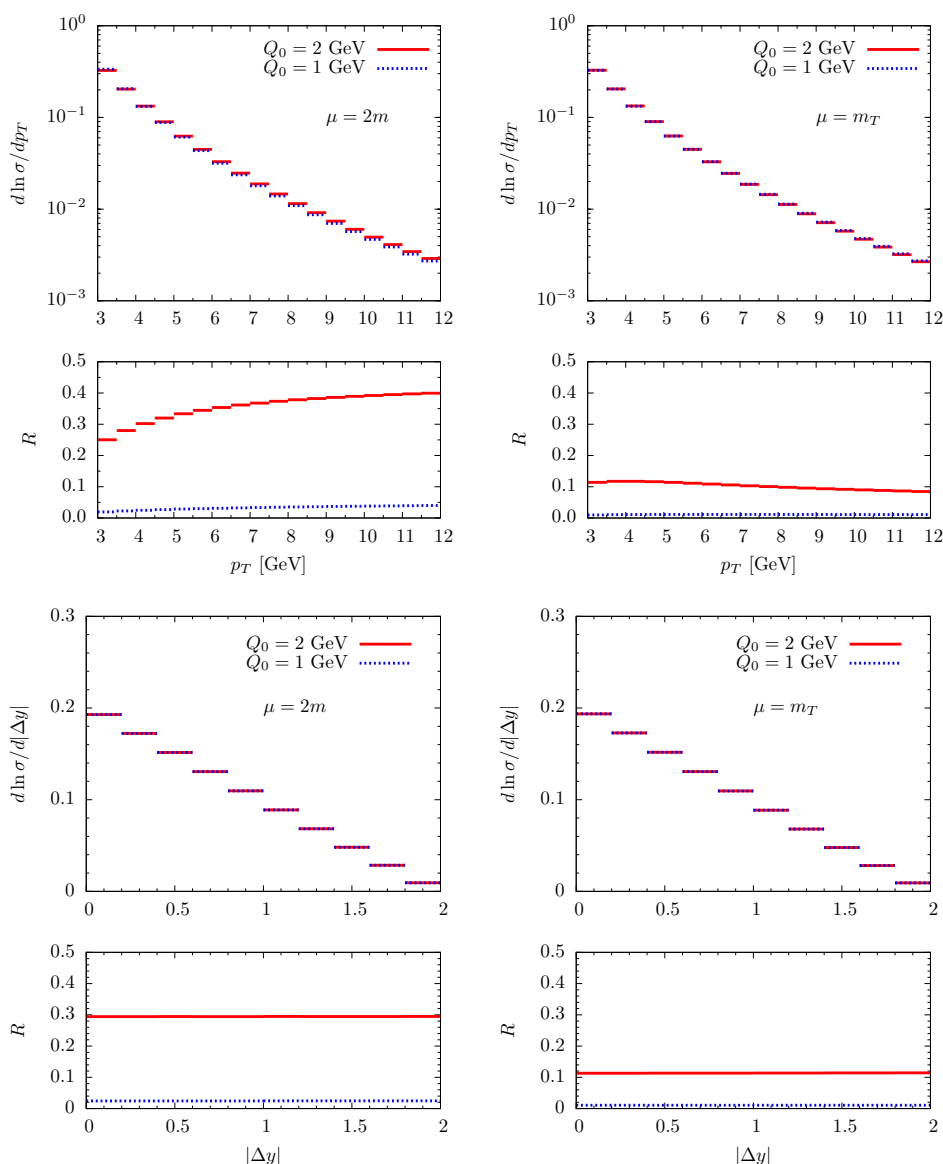 10^0
10^{-1}
10^{-2}
10^{-3}
d ln σ/dp_T
Q_0 = 2 GeV
Q_0 = 1 GeV
μ = 2m
3 4 5 6 7 8 9 10 11 12
10^0
10^{-1}
10^{-2}
10^{-3}
d ln σ/dp_T
Q_0 = 2 GeV
Q_0 = 1 GeV
μ = m_T
3 4 5 6 7 8 9 10 11 12
0.5
0.4
0.3
0.2
0.1
0.0
R
3 4 5 6 7 8 9 10 11 12
p_T [GeV]
0.5
0.4
0.3
0.2
0.1
0.0
R
3 4 5 6 7 8 9 10 11 12
p_T [GeV]
0.3
0.2
0.1
0
d ln σ/d|Δy|
Q_0 = 2 GeV
Q_0 = 1 GeV
μ = 2m
0 0.5 1 1.5 2
0.3
0.2
0.1
0
d ln σ/d|Δy|
Q_0 = 2 GeV
Q_0 = 1 GeV
μ = m_T
0 0.5 1 1.5 2
0.5
0.4
0.3
0.2
0.1
0
R
0 0.5 1 1.5 2
|Δy|
0.5
0.4
0.3
0.2
0.1
0
R
0 0.5 1 1.5 2
|Δy|